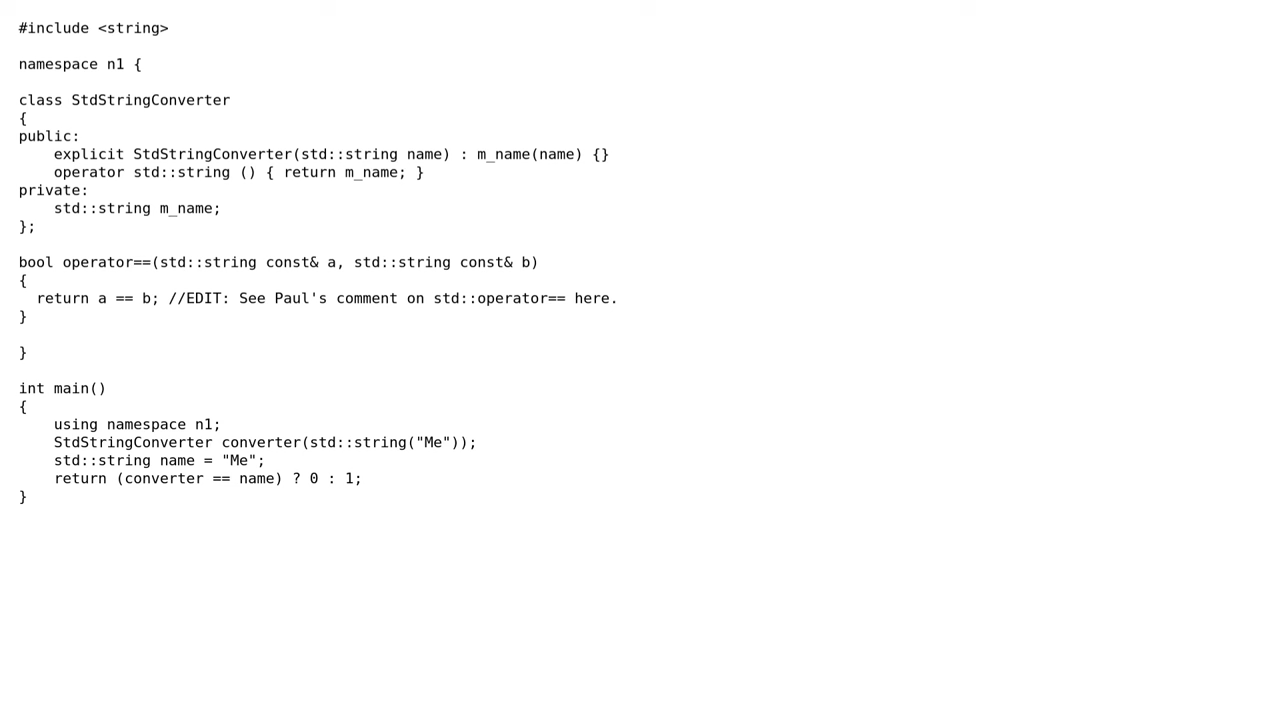 #include <string>
namespace n1 {
class StdStringConverter
{
public:
    explicit StdStringConverter(std::string name) : m_name(name) {}
    operator std::string () { return m_name; }
private:
    std::string m_name;
};
bool operator==(std::string const& a, std::string const& b)
{
  return a == b; //EDIT: See Paul's comment on std::operator== here.
}
}
int main()
{
    using namespace n1;
    StdStringConverter converter(std::string("Me"));
    std::string name = "Me";
    return (converter == name) ? 0 : 1;
}